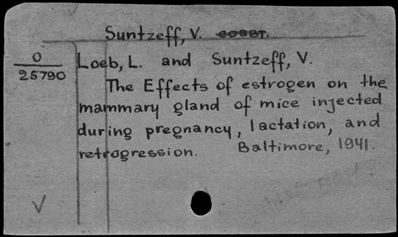 Suntzeff, V.
O
25790
Loeb, L. and Suntzeff, V.
The Effects of estrogen on the
mammary gland of mice injected
during pregnancy, lactation, and
retrogression. Baltimore, 1941.
V